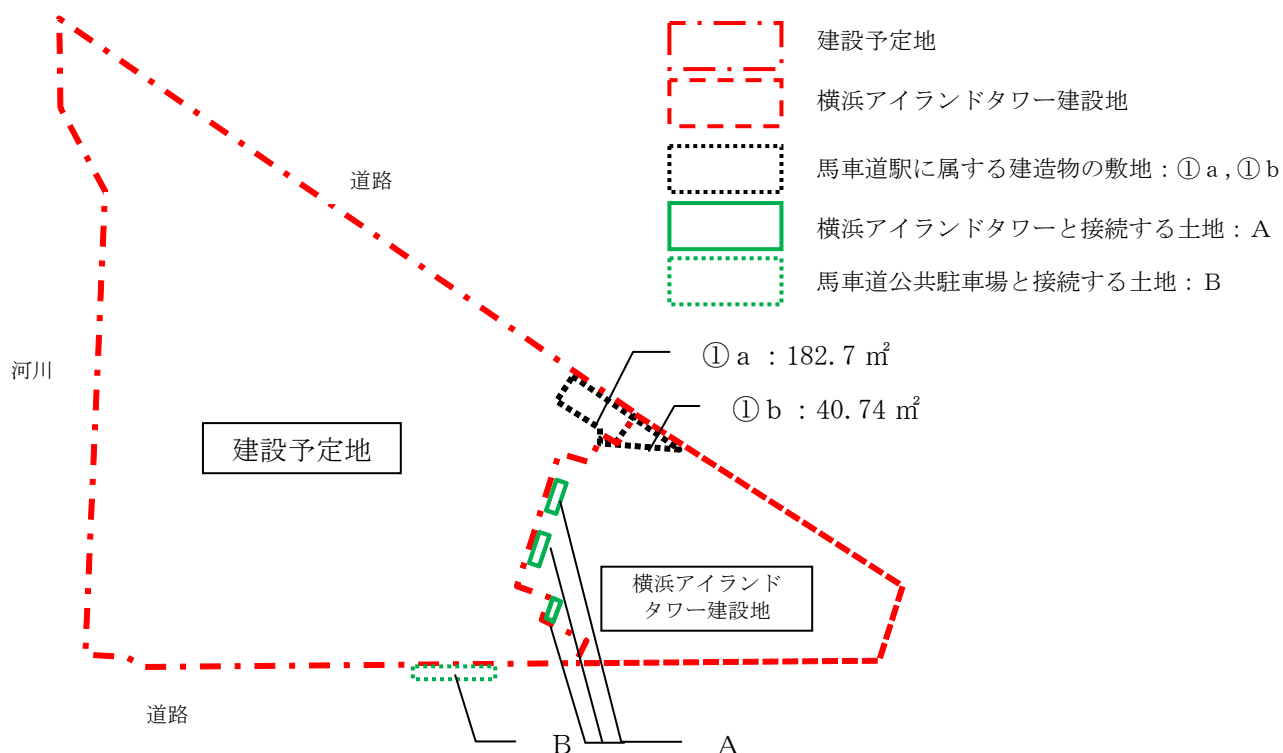 建設予定地
横浜アイランドタワー建設地
馬車道駅に属する建造物の敷地：①ａ,①ｂ
横浜アイランドタワーと接続する土地：Ａ
馬車道公共駐車場と接続する土地：Ｂ
道路
①ａ：182.7 ㎡
河川
①ｂ：40.74 ㎡
建設予定地
横浜アイランド
タワー建設地
道路
Ｂ
Ａ